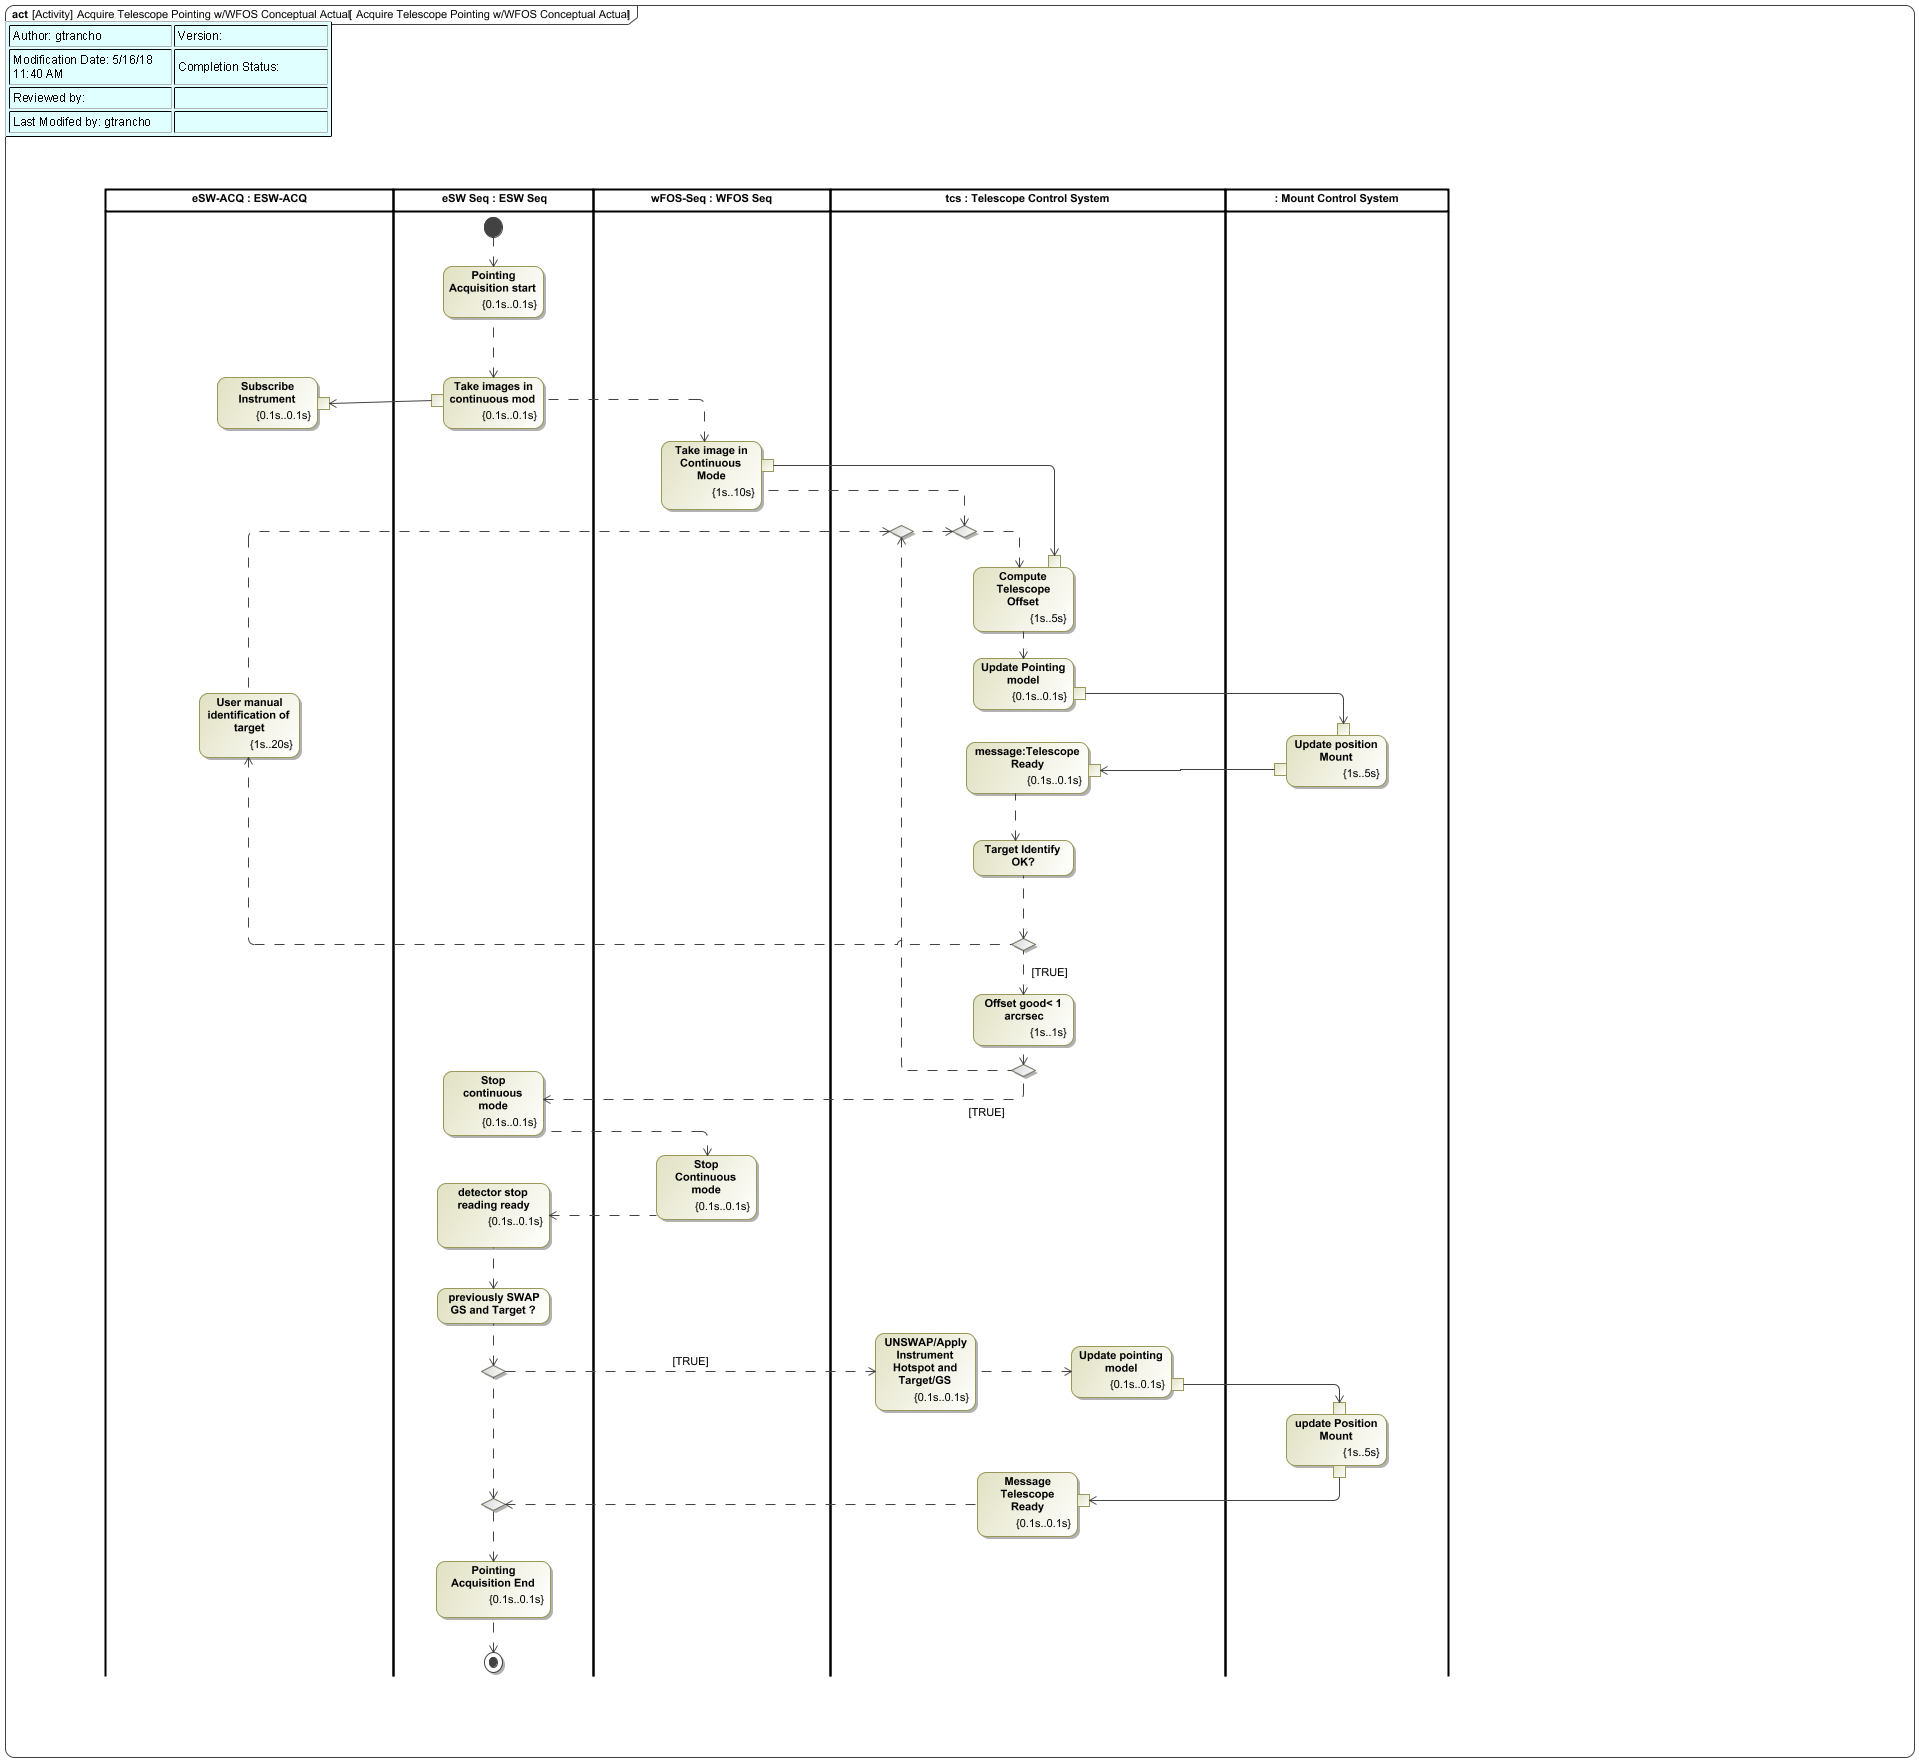 act [Activity] Acquire Telescope Pointing w/WFOS Conceptual Actual[ Acquire Telescope Pointing w/WFOS Conceptual Actual]
Author: gtrancho
Version:
Modification Date: 5/16/18
11:40 AM
Completion Status:
Reviewed by:
Last Modifed by: gtrancho
eSW-ACQ : ESW-ACQ
eSW Seq : ESW Seq
wFOS-Seq : WFOS Seq
tcs : Telescope Control System
: Mount Control System
Pointing
Acquisition start
{0.1s..0.1s}
Subscribe
Instrument
{0.1s..0.1s}
Take images in
continuous mod
{0.1s..0.1s}
Take image in
Continuous
Mode
{1s..10s}
Compute
Telescope
Offset
{1s..5s}
Update Pointing
model
{0.1s..0.1s}
User manual
identification of
target
{1s..20s}
Update position
Mount
{1s..5s}
message:Telescope
Ready
{0.1s..0.1s}
Target Identify
OK?
[TRUE]
Offset good< 1
arcrsec
{1s..1s}
[TRUE]
Stop
continuous
mode
{0.1s..0.1s}
Stop
Continuous
mode
{0.1s..0.1s}
detector stop
reading ready
{0.1s..0.1s}
previously SWAP
GS and Target ?
[TRUE]
UNSWAP/Apply
Instrument
Hotspot and
Target/GS
{0.1s..0.1s}
Update pointing
model
{0.1s..0.1s}
update Position
Mount
{1s..5s}
Message
Telescope
Ready
{0.1s..0.1s}
Pointing
Acquisition End
{0.1s..0.1s}